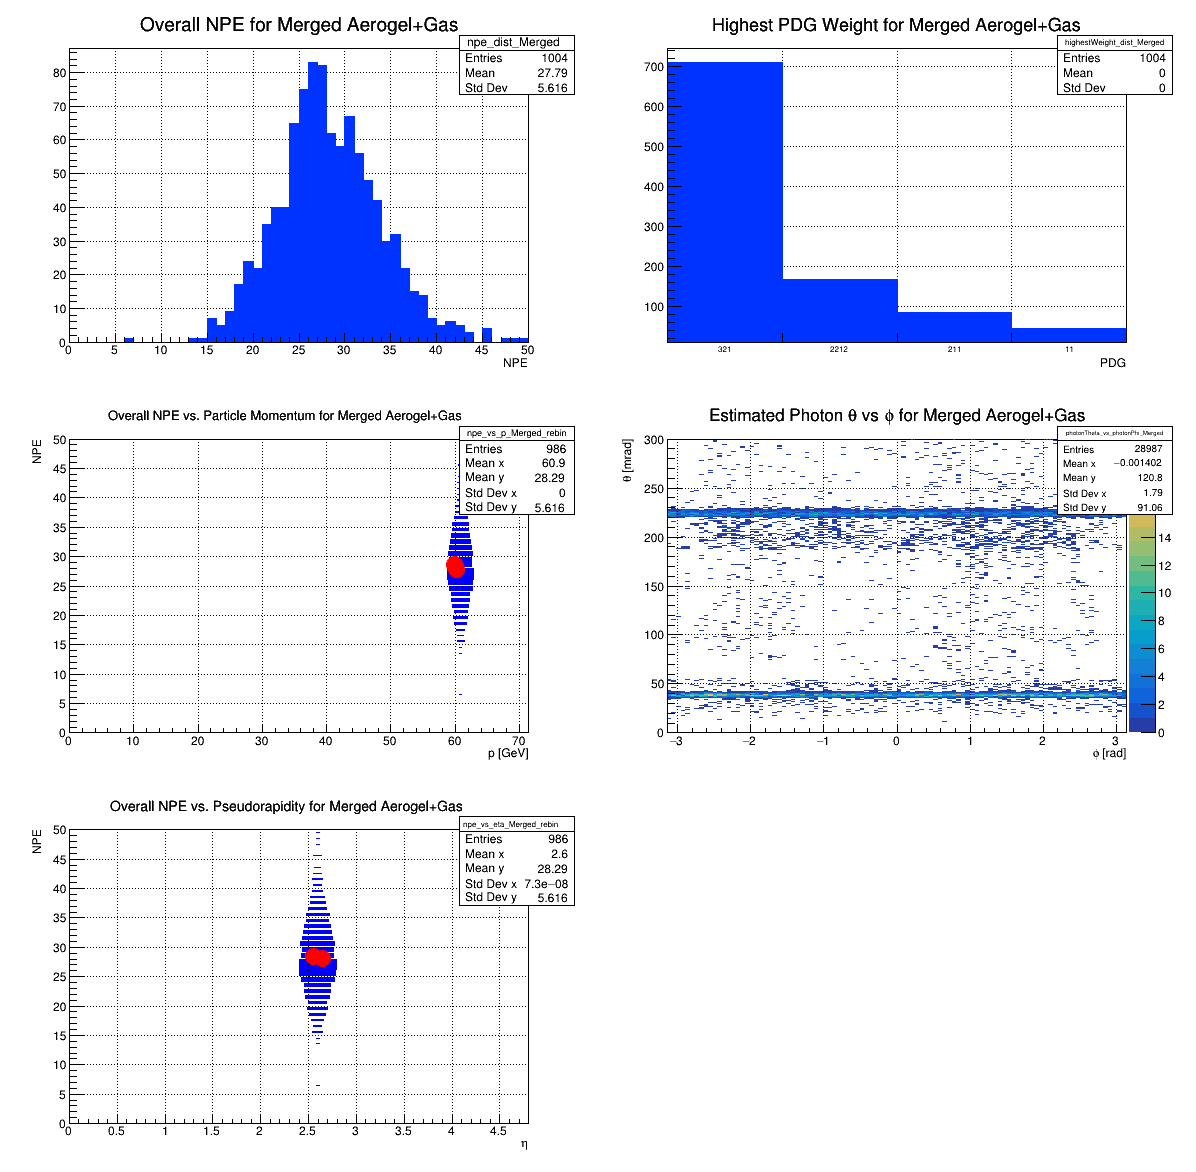 Overall NPE for Merged Aerogel+Gas
npe_dist_Merged
Entries 1004
Mean 27.79
Std Dev 5.616
80
70
60
50
40
30
20
10
0
0 5 10 15 20 25 30 35 40 45 50
NPE
Highest PDG Weight for Merged Aerogel+Gas
highestWeight_dist_Merged
Entries 1004
Mean 0
Std Dev 0
700
600
500
400
300
200
100
321 2212 211 11
PDG
Overall NPE vs. Particle Momentum for Merged Aerogel+Gas
NPE
npe_vs_p_Merged_rebin
Entries 986
Mean x 60.9
Mean y 28.29
Std Dev x 0
Std Dev y 5.616
50
45
40
35
30
25
20
15
10
5
0
0 10 20 30 40 50 60 70
p [GeV]
Estimated Photon θ vs ϕ for Merged Aerogel+Gas
θ [mrad]
photonTheta_vs_photonPhi_Merged
Entries 28987
Mean x −0.001402
Mean y 120.8
Std Dev x 1.79
Std Dev y 91.06
300
250
200
150
100
50
0
−3 −2 −1 0 1 2 3
ϕ [rad]
14
12
10
8
6
4
2
0
Overall NPE vs. Pseudorapidity for Merged Aerogel+Gas
NPE
npe_vs_eta_Merged_rebin
Entries 986
Mean x 2.6
Mean y 28.29
Std Dev x 7.3e−08
Std Dev y 5.616
50
45
40
35
30
25
20
15
10
5
0
0 0.5 1 1.5 2 2.5 3 3.5 4 4.5
η